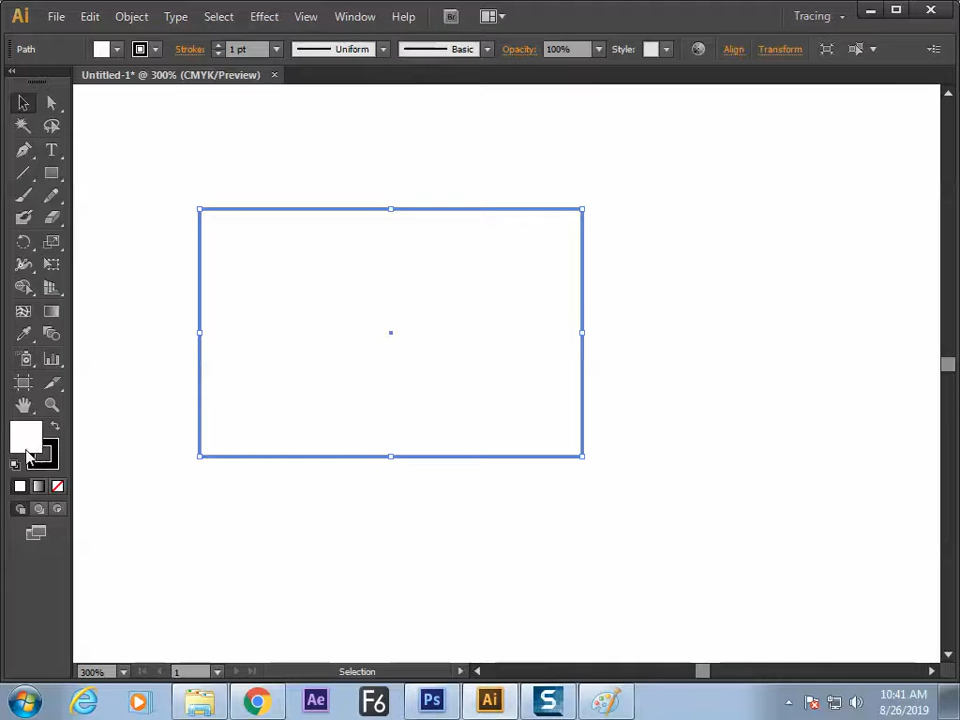 Ai File Edit Object Type Select Effect View Window Help Br Tracing
Path Stroke: 1 pt Uniform Basic Opacity: 100% Style: Align Transform
Untitled-1* @ 300% (CMYK/Preview)
T
300% 1 Selection
Ae F6 Ps Ai S 10:41 AM
8/26/2019